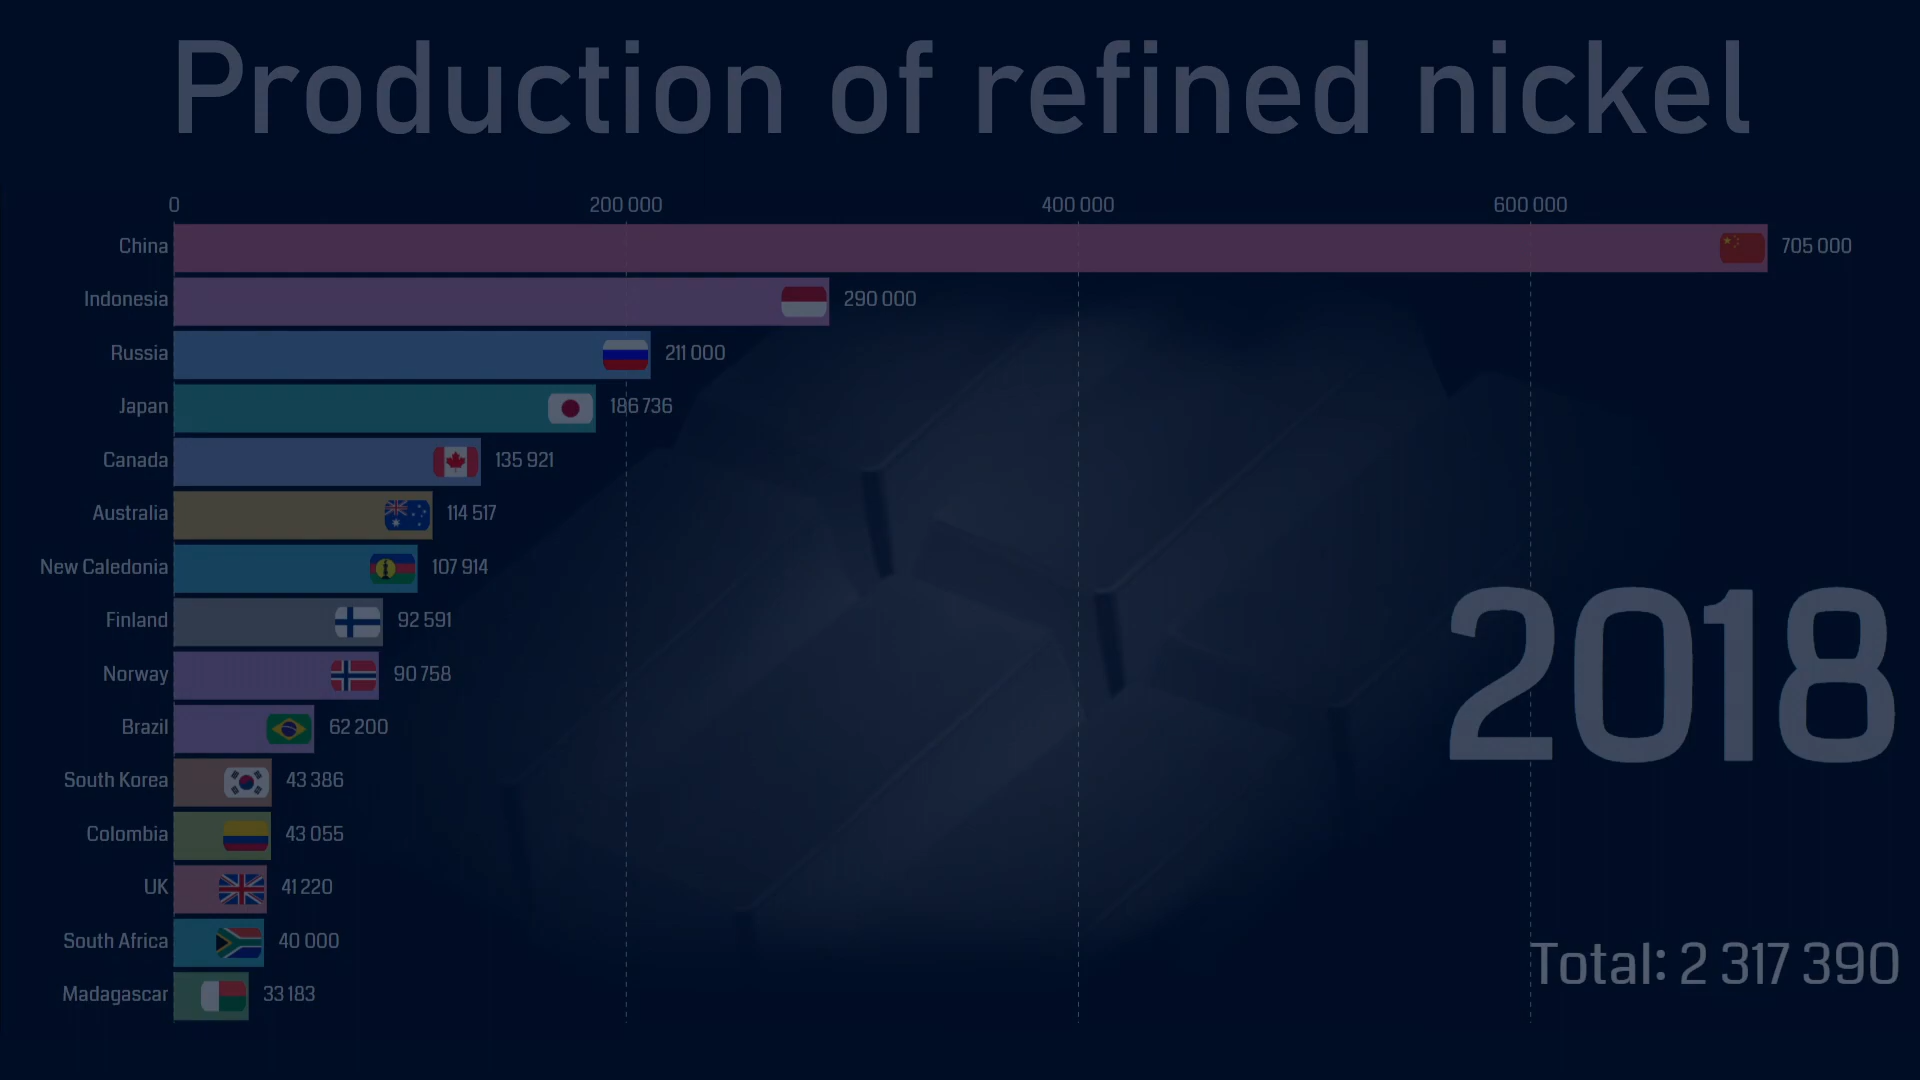 Production of refined nickel
0 200 000 400 000 600 000
China 705 000
Indonesia 290 000
Russia 211 000
Japan 186 736
Canada 135 921
Australia 114 517
New Caledonia 107 914
Finland 92 591
Norway 90 758
Brazil 62 200
South Korea 43 386
Colombia 43 055
UK 41 220
South Africa 40 000
Madagascar 33 183
2018
Total: 2 317 390